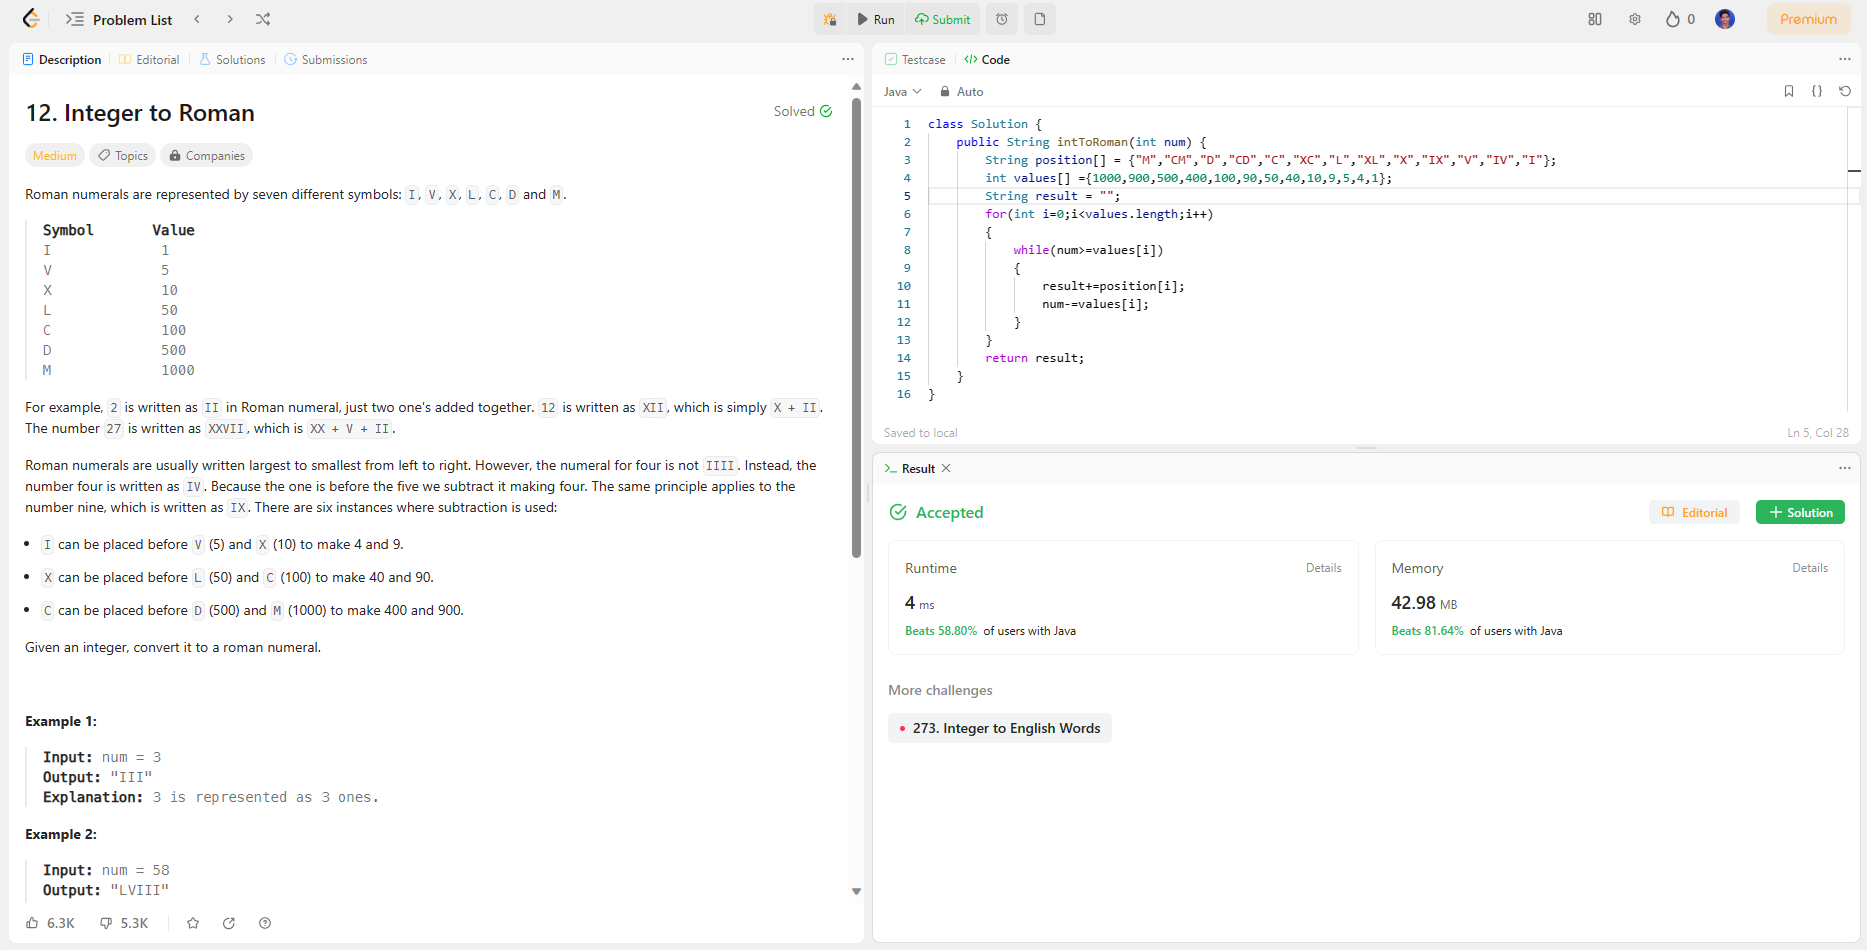 Problem List
Run
Submit
0
Premium
Description
Editorial
Solutions
Submissions
12. Integer to Roman
Solved
Medium
Topics
Companies
Roman numerals are represented by seven different symbols: I, V, X, L, C, D and M.
Symbol Value
I 1
V 5
X 10
L 50
C 100
D 500
M 1000
For example, 2 is written as II in Roman numeral, just two one's added together. 12 is written as XII, which is simply X + II.
The number 27 is written as XXVII, which is XX + V + II.
Roman numerals are usually written largest to smallest from left to right. However, the numeral for four is not IIII. Instead, the
number four is written as IV. Because the one is before the five we subtract it making four. The same principle applies to the
number nine, which is written as IX. There are six instances where subtraction is used:
• I can be placed before V (5) and X (10) to make 4 and 9.
• X can be placed before L (50) and C (100) to make 40 and 90.
• C can be placed before D (500) and M (1000) to make 400 and 900.
Given an integer, convert it to a roman numeral.
Example 1:
Input: num = 3
Output: "III"
Explanation: 3 is represented as 3 ones.
Example 2:
Input: num = 58
Output: "LVIII"
6.3K
5.3K
Testcase
Code
Java
Auto
1 class Solution {
2 public String intToRoman(int num) {
3 String position[] = {"M","CM","D","CD","C","XC","L","XL","X","IX","V","IV","I"};
4 int values[] ={1000,900,500,400,100,90,50,40,10,9,5,4,1};
5 String result = "";
6 for(int i=0;i<values.length;i++)
7 {
8 while(num>=values[i])
9 {
10 result+=position[i];
11 num-=values[i];
12 }
13 }
14 return result;
15 }
16 }
Saved to local
Ln 5, Col 28
Result
Accepted
Editorial
Solution
Runtime
Details
4 ms
Beats 58.80% of users with Java
Memory
Details
42.98 MB
Beats 81.64% of users with Java
More challenges
273. Integer to English Words